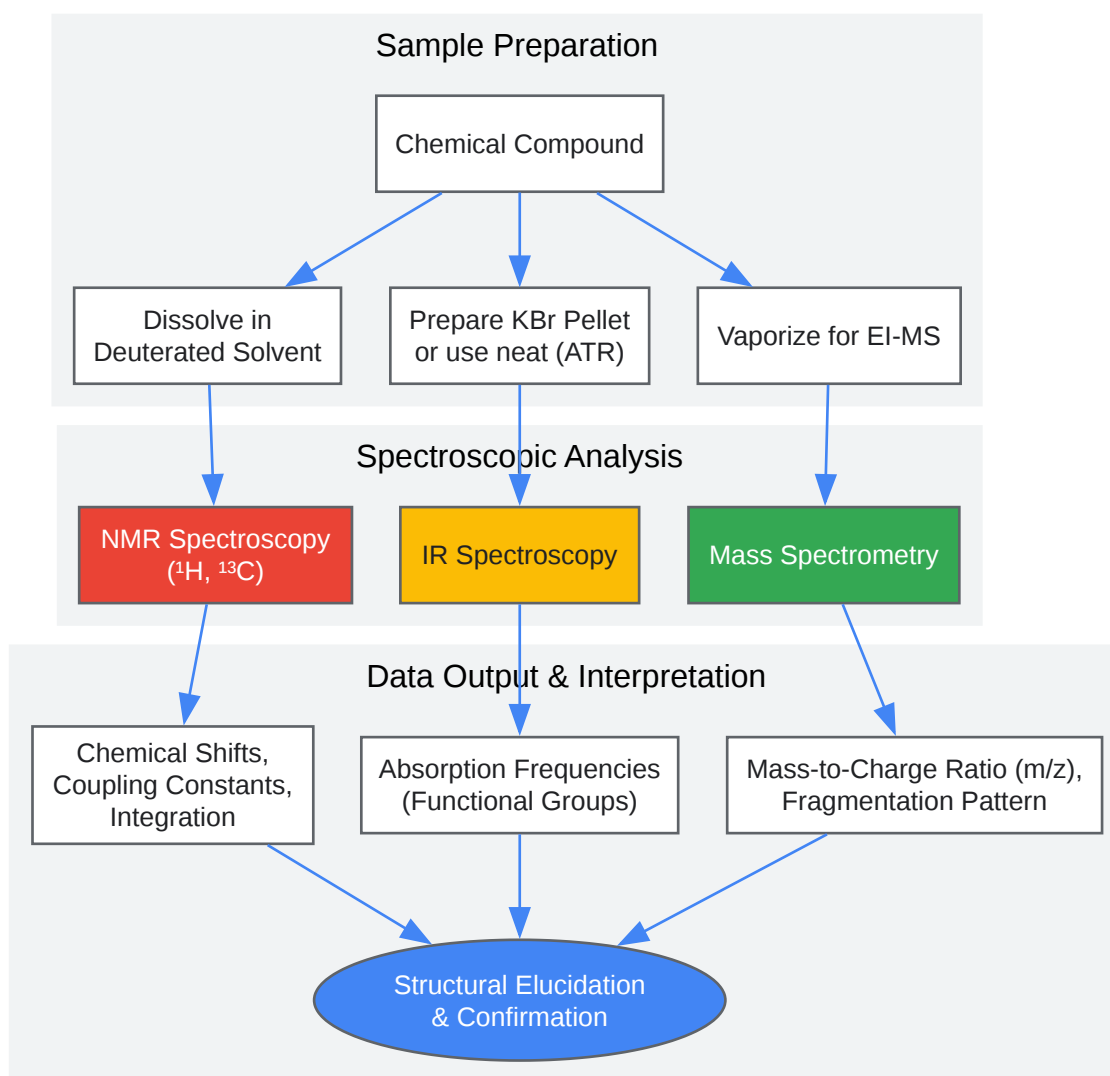 Sample Preparation
Chemical Compound
Dissolve in
Deuterated Solvent
Prepare KBr Pellet
or use neat (ATR)
Vaporize for EI-MS
Spectroscopic Analysis
NMR Spectroscopy
(¹H, ¹³C)
IR Spectroscopy
Mass Spectrometry
Data Output & Interpretation
Chemical Shifts,
Coupling Constants,
Integration
Absorption Frequencies
(Functional Groups)
Mass-to-Charge Ratio (m/z),
Fragmentation Pattern
Structural Elucidation
& Confirmation